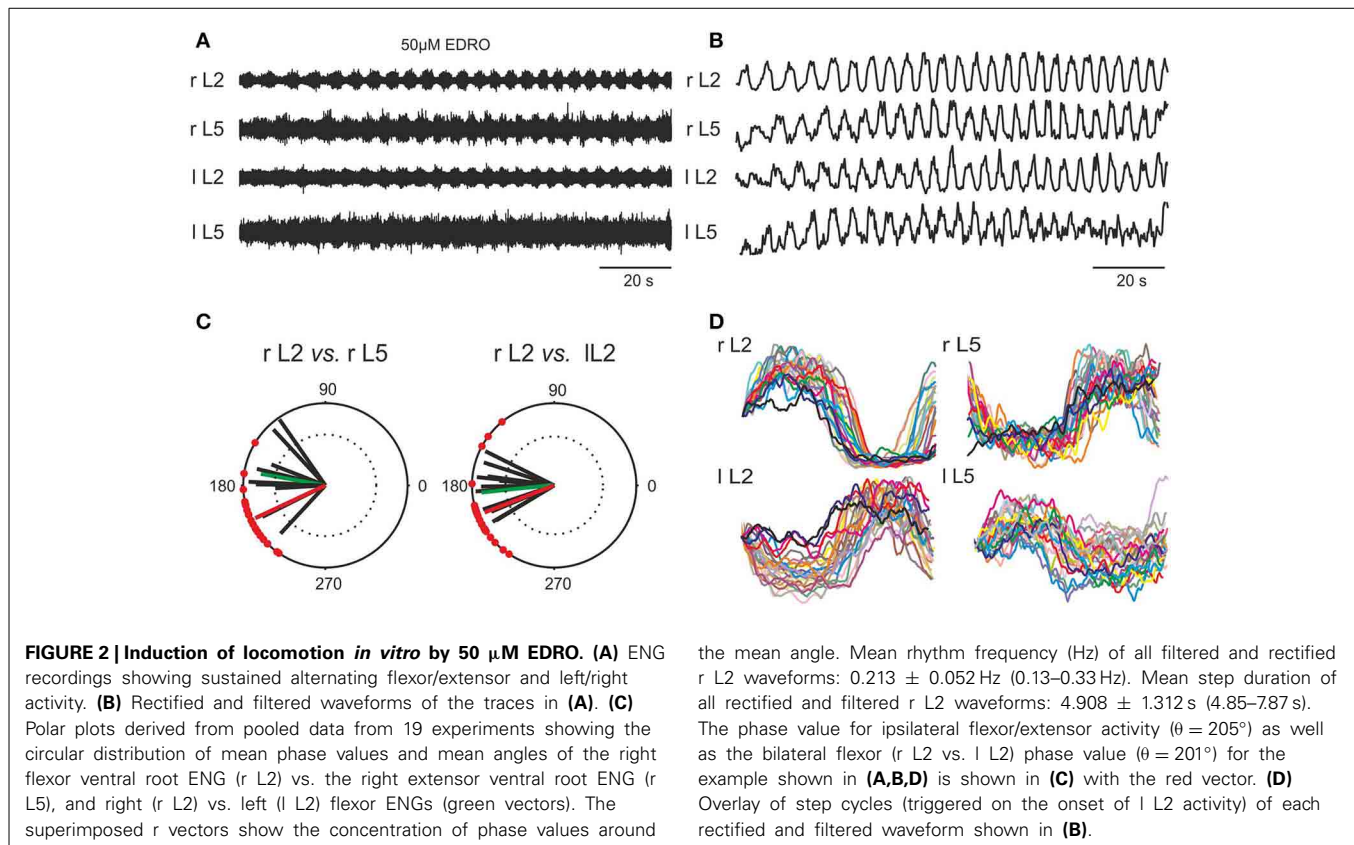 A
50µM EDRO
r L2
r L5
l L2
l L5
20 s
B
r L2
r L5
l L2
l L5
20 s
C
r L2 vs. r L5
90
180
0
270
r L2 vs. lL2
90
180
0
270
D
r L2
r L5
l L2
l L5
FIGURE 2 | Induction of locomotion in vitro by 50 µM EDRO. (A) ENG
recordings showing sustained alternating flexor/extensor and left/right
activity. (B) Rectified and filtered waveforms of the traces in (A). (C)
Polar plots derived from pooled data from 19 experiments showing the
circular distribution of mean phase values and mean angles of the right
flexor ventral root ENG (r L2) vs. the right extensor ventral root ENG (r
L5), and right (r L2) vs. left (l L2) flexor ENGs (green vectors). The
superimposed r vectors show the concentration of phase values around
the mean angle. Mean rhythm frequency (Hz) of all filtered and rectified
r L2 waveforms: 0.213 ± 0.052 Hz (0.13–0.33 Hz). Mean step duration of
all rectified and filtered r L2 waveforms: 4.908 ± 1.312 s (4.85–7.87 s).
The phase value for ipsilateral flexor/extensor activity (θ = 205°) as well
as the bilateral flexor (r L2 vs. l L2) phase value (θ = 201°) for the
example shown in (A,B,D) is shown in (C) with the red vector. (D)
Overlay of step cycles (triggered on the onset of l L2 activity) of each
rectified and filtered waveform shown in (B).